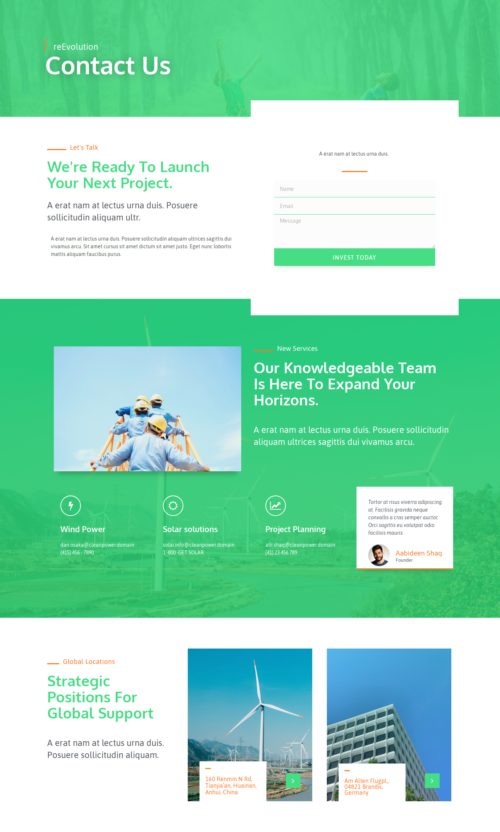 reEvolution
Contact Us
Let's Talk
We're Ready To Launch
Your Next Project.
A erat nam at lectus urna duis. Posuere
sollicitudin aliquam ultr.
A erat nam at lectus urna duis. Posuere sollicitudin aliquam ultrices sagittis dui
vivamus arcu. Sit amet cursus sit amet dictum sit amet justo. Eget nunc lobortis
mattis aliquam faucibus purus.
A erat nam at lectus urna duis.
Name
Email
Message
INVEST TODAY
New Services
Our Knowledgeable Team
Is Here To Expand Your
Horizons.
A erat nam at lectus urna duis. Posuere sollicitudin
aliquam ultrices sagittis dui vivamus arcu.
Wind Power
dan.osaka@cleanpower.domain
(415) 456 - 7890
Solar solutions
solar.info@cleanpower.domain
1-800-GET-SOLAR
Project Planning
afir.shaq@cleanpower.domain
(41) 23 456 789
Tortor at risus viverra adipiscing
at. Facilisis gravida neque
convallis a cras semper auctor.
Orci sagittis eu volutpat odio
facilisis mauris.
Aabideen Shaq
Founder
Global Locations
Strategic
Positions For
Global Support
A erat nam at lectus urna duis.
Posuere sollicitudin aliquam.
160 Renmin N Rd,
Tianjia'an, Huainan,
Anhui, China
Am Alten Flugpl.,
04821 Brandis,
Germany